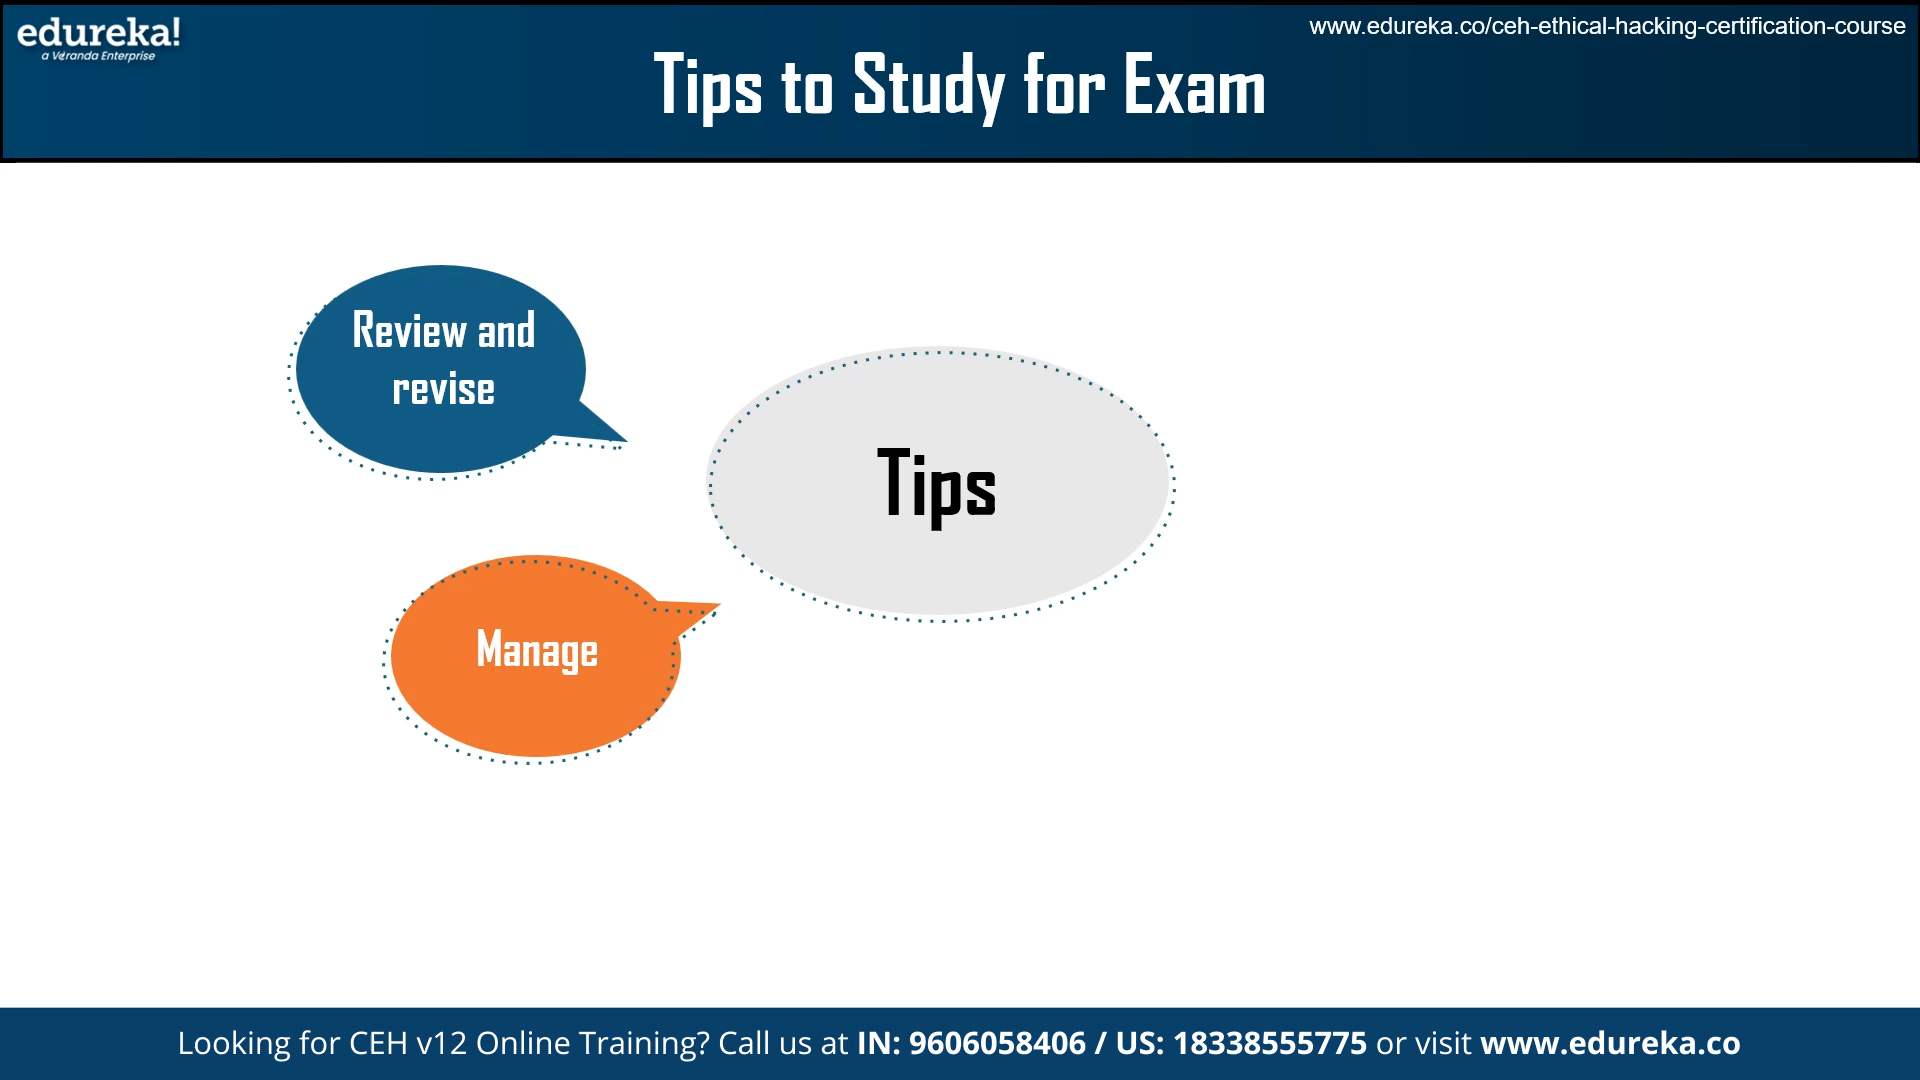 edureka!
a Veranda Enterprise
www.edureka.co/ceh-ethical-hacking-certification-course
Tips to Study for Exam
Review and
revise
Tips
Manage
Looking for CEH v12 Online Training? Call us at IN: 9606058406 / US: 18338555775 or visit www.edureka.co